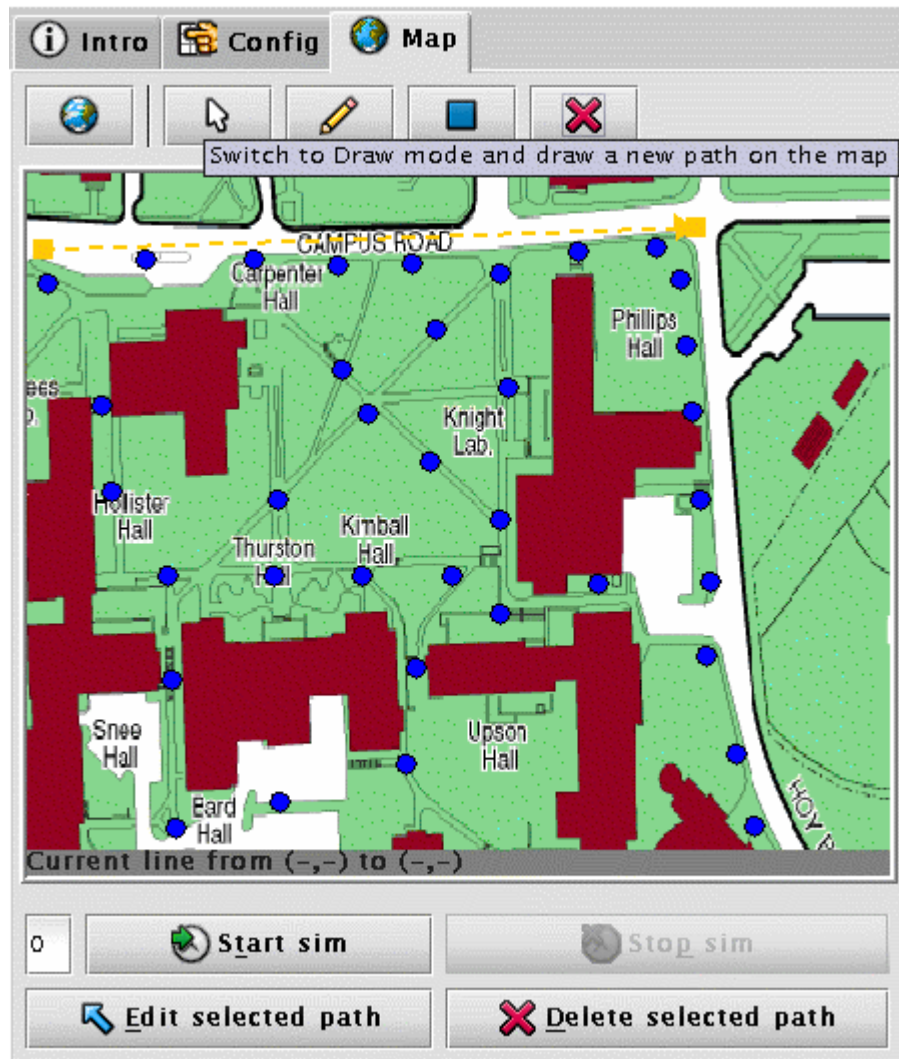 Intro
Config
Map
Switch to Draw mode and draw a new path on the map
CAMPUS ROAD
Carpenter
Hall
Phillips
Hall
Knight
Lab.
Hollister
Hall
Kimball
Hall
Thurston
Hall
Snee
Hall
Upson
Hall
Bard
Hall
HOY
Current line from (-,-) to (-,-)
0
Start sim
Stop sim
Edit selected path
Delete selected path